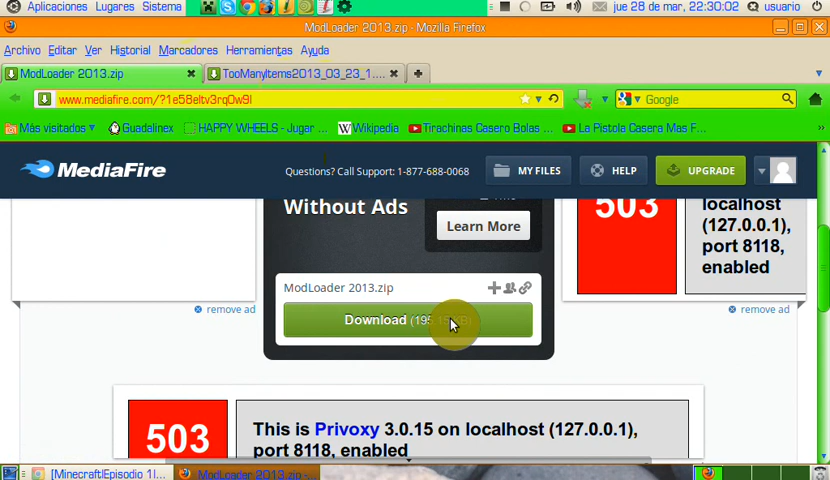 Aplicaciones Lugares Sistema jue 28 de mar, 22:30:02 usuario
ModLoader 2013.zip - Mozilla Firefox
Archivo Editar Ver Historial Marcadores Herramientas Ayuda
ModLoader 2013.zip TooManyItems2013_03_23_1....
www.mediafire.com/?1e58eltv3rq0w9l Google
Más visitados Guadalinex HAPPY WHEELS - Jugar ... Wikipedia Tirachinas Casero Bolas ... La Pistola Casera Mas F...
MediaFire Questions? Call Support: 1-877-688-0068 MY FILES HELP UPGRADE
Without Ads
Learn More
503
localhost
(127.0.0.1),
port 8118,
enabled
ModLoader 2013.zip
Download
remove ad
remove ad
503
This is Privoxy 3.0.15 on localhost (127.0.0.1),
port 8118, enabled
[Minecraft|Episodio 1|... ModLoader 2013.zip -...